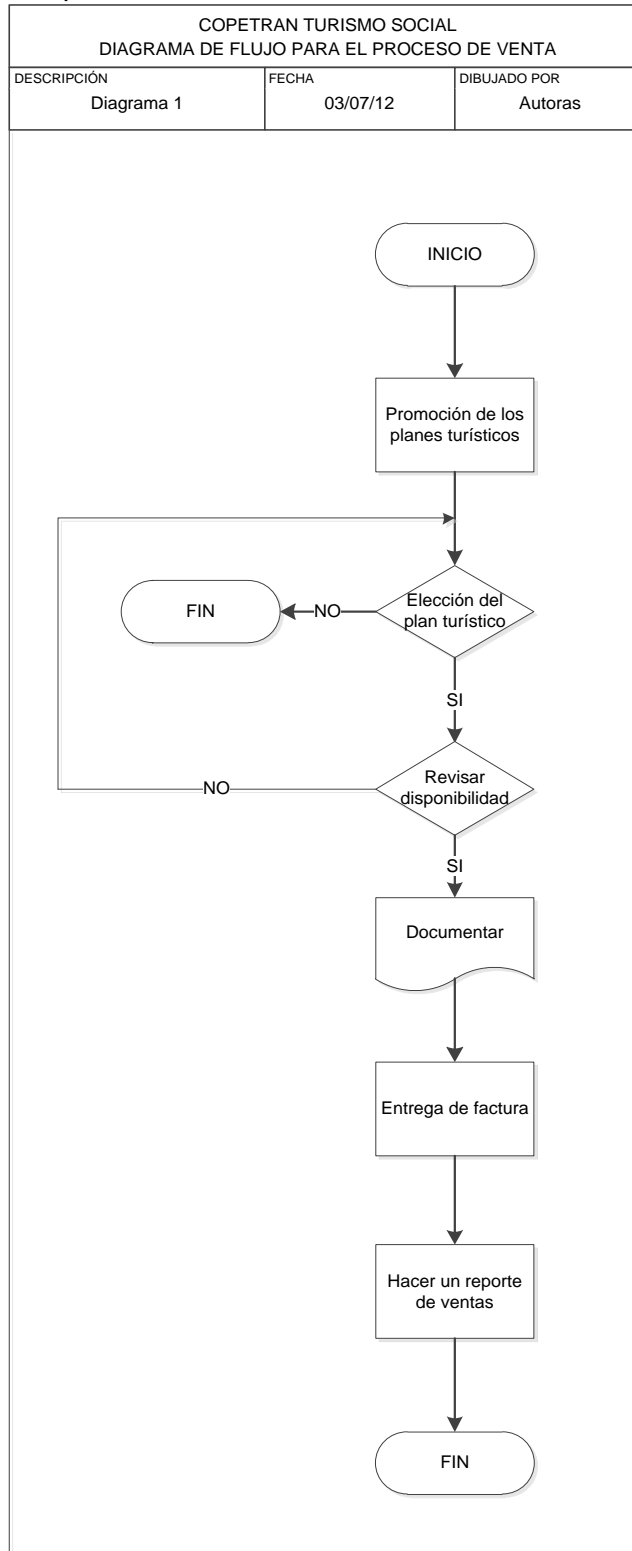 COPETRAN TURISMO SOCIAL
DIAGRAMA DE FLUJO PARA EL PROCESO DE VENTA
DESCRIPCIÓN
Diagrama 1
FECHA
03/07/12
DIBUJADO POR
Autoras
INICIO
Promoción de los
planes turísticos
Elección del
plan turístico
NO
FIN
SI
Revisar
disponibilidad
NO
SI
Documentar
Entrega de factura
Hacer un reporte
de ventas
FIN